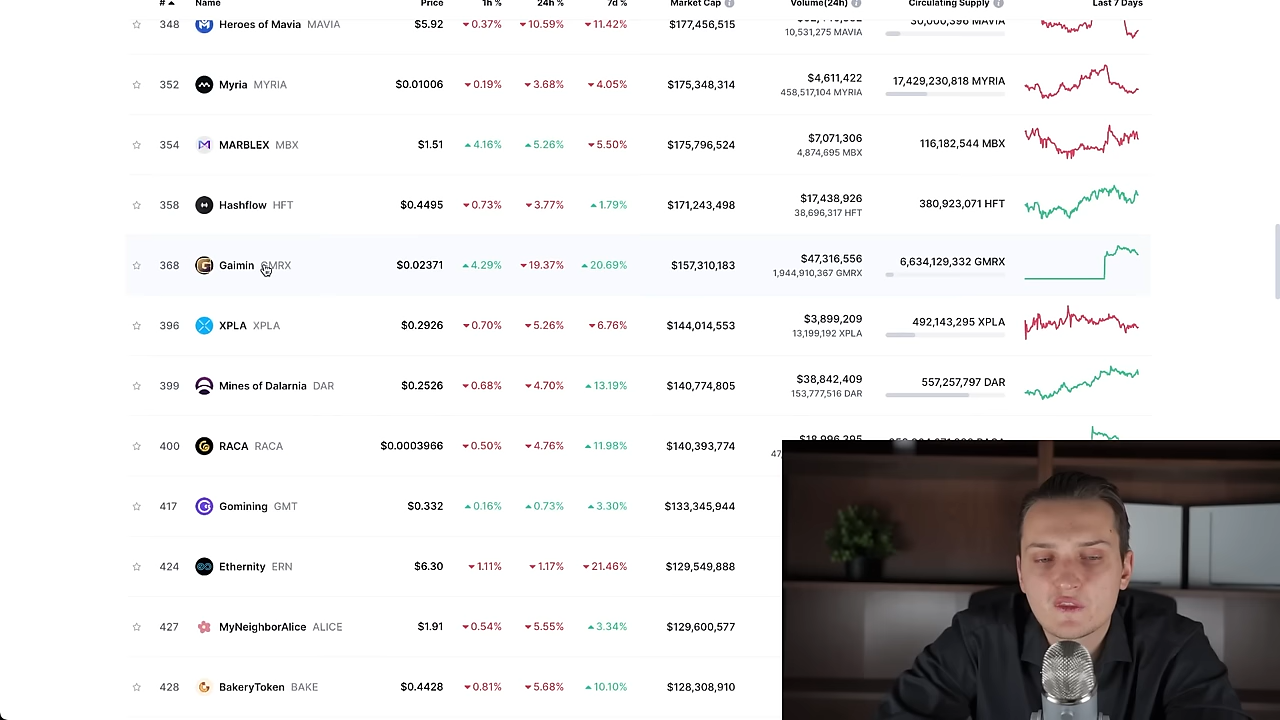 # Name Price 1h % 24h % 7d % Market Cap Volume(24h) Circulating Supply Last 7 Days
348 Heroes of Mavia MAVIA $5.92 0.37% 10.59% 11.42% $177,456,515
10,531,275 MAVIA 30,000,396 MAVIA
352 Myria MYRIA $0.01006 0.19% 3.68% 4.05% $175,348,314 $4,611,422 17,429,230,818 MYRIA
458,517,104 MYRIA
354 MARBLEX MBX $1.51 4.16% 5.26% 5.50% $175,796,524 $7,071,306 116,182,544 MBX
4,874,695 MBX
358 Hashflow HFT $0.4495 0.73% 3.77% 1.79% $171,243,498 $17,438,926 380,923,071 HFT
38,696,317 HFT
368 Gaimin GMRX $0.02371 4.29% 19.37% 20.69% $157,310,183 $47,316,556 6,634,129,332 GMRX
1,944,910,367 GMRX
396 XPLA XPLA $0.2926 0.70% 5.26% 6.76% $144,014,553 $3,899,209 492,143,295 XPLA
13,199,192 XPLA
399 Mines of Dalarnia DAR $0.2526 0.68% 4.70% 13.19% $140,774,805 $38,842,409 557,257,797 DAR
153,777,516 DAR
400 RACA RACA $0.0003966 0.50% 4.76% 11.98% $140,393,774
417 Gomining GMT $0.332 0.16% 0.73% 3.30% $133,345,944
424 Ethernity ERN $6.30 1.11% 1.17% 21.46% $129,549,888
427 MyNeighborAlice ALICE $1.91 0.54% 5.55% 3.34% $129,600,577
428 BakeryToken BAKE $0.4428 0.81% 5.68% 10.10% $128,308,910